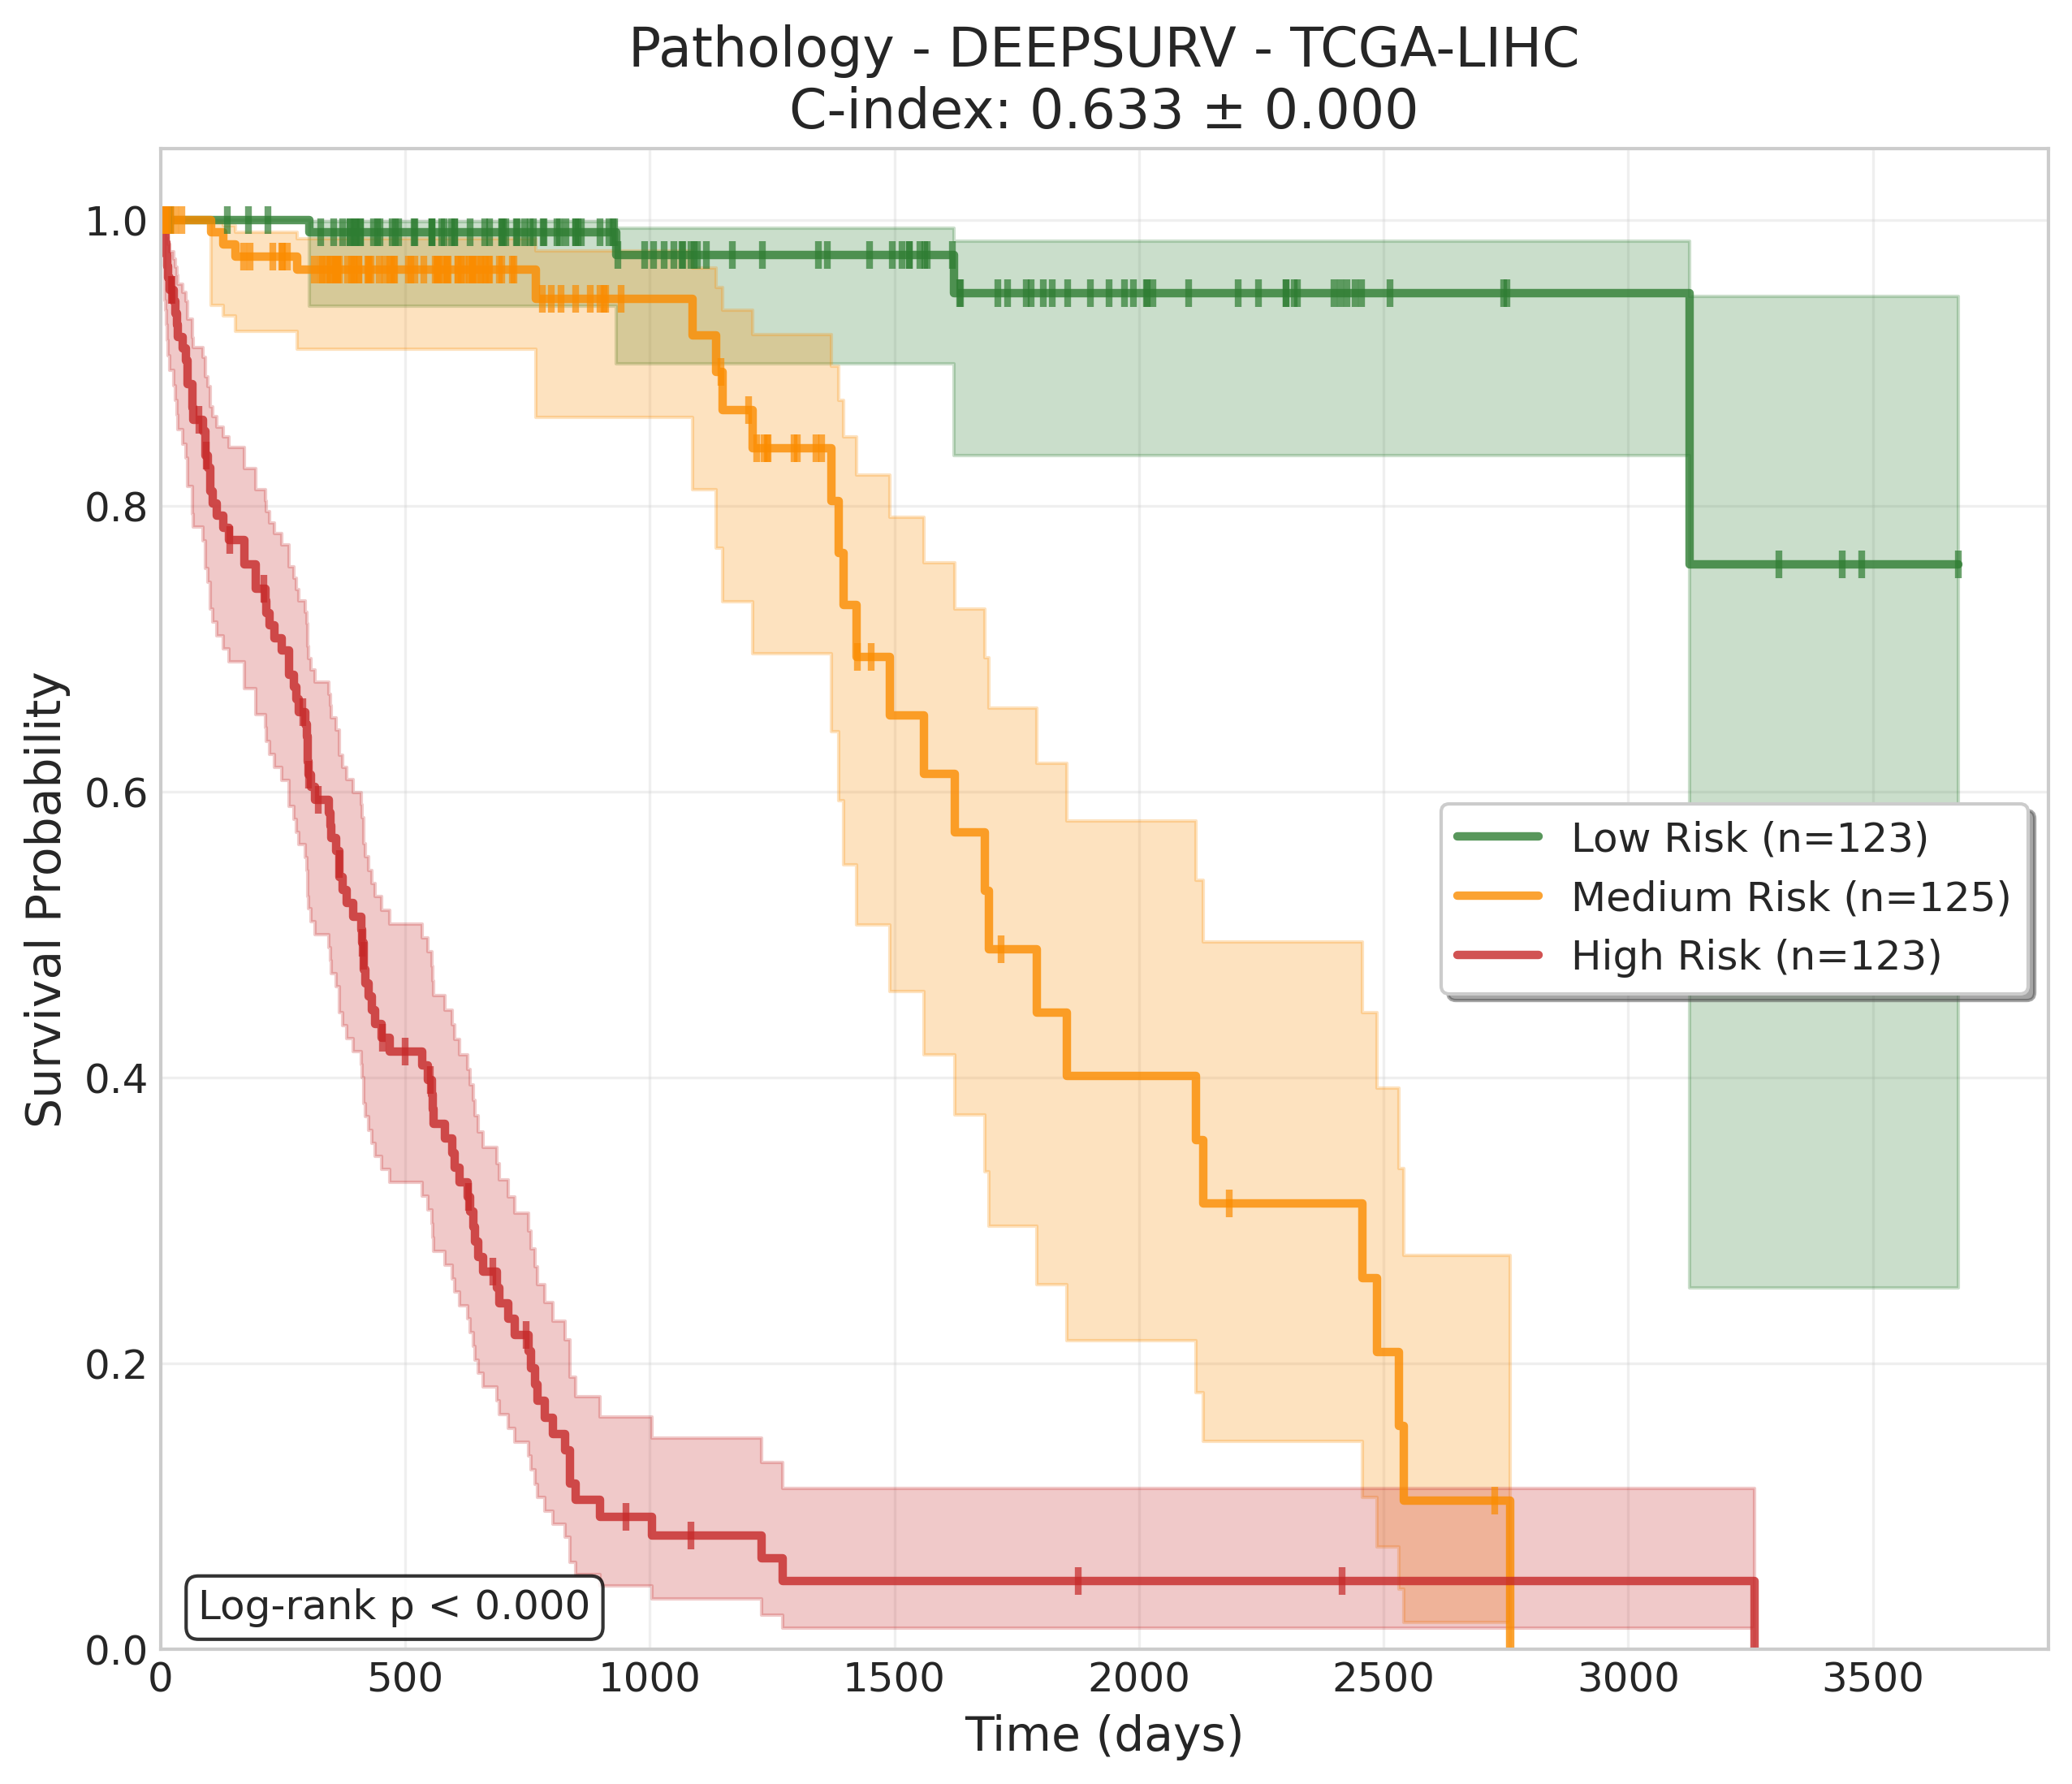 Pathology - DEEPSURV - TCGA-LIHC
C-index: 0.633 ± 0.000
Survival Probability
1.0
0.8
0.6
0.4
0.2
0.0
Low Risk (n=123)
Medium Risk (n=125)
High Risk (n=123)
Log-rank p < 0.000
0
500
1000
1500
2000
2500
3000
3500
Time (days)